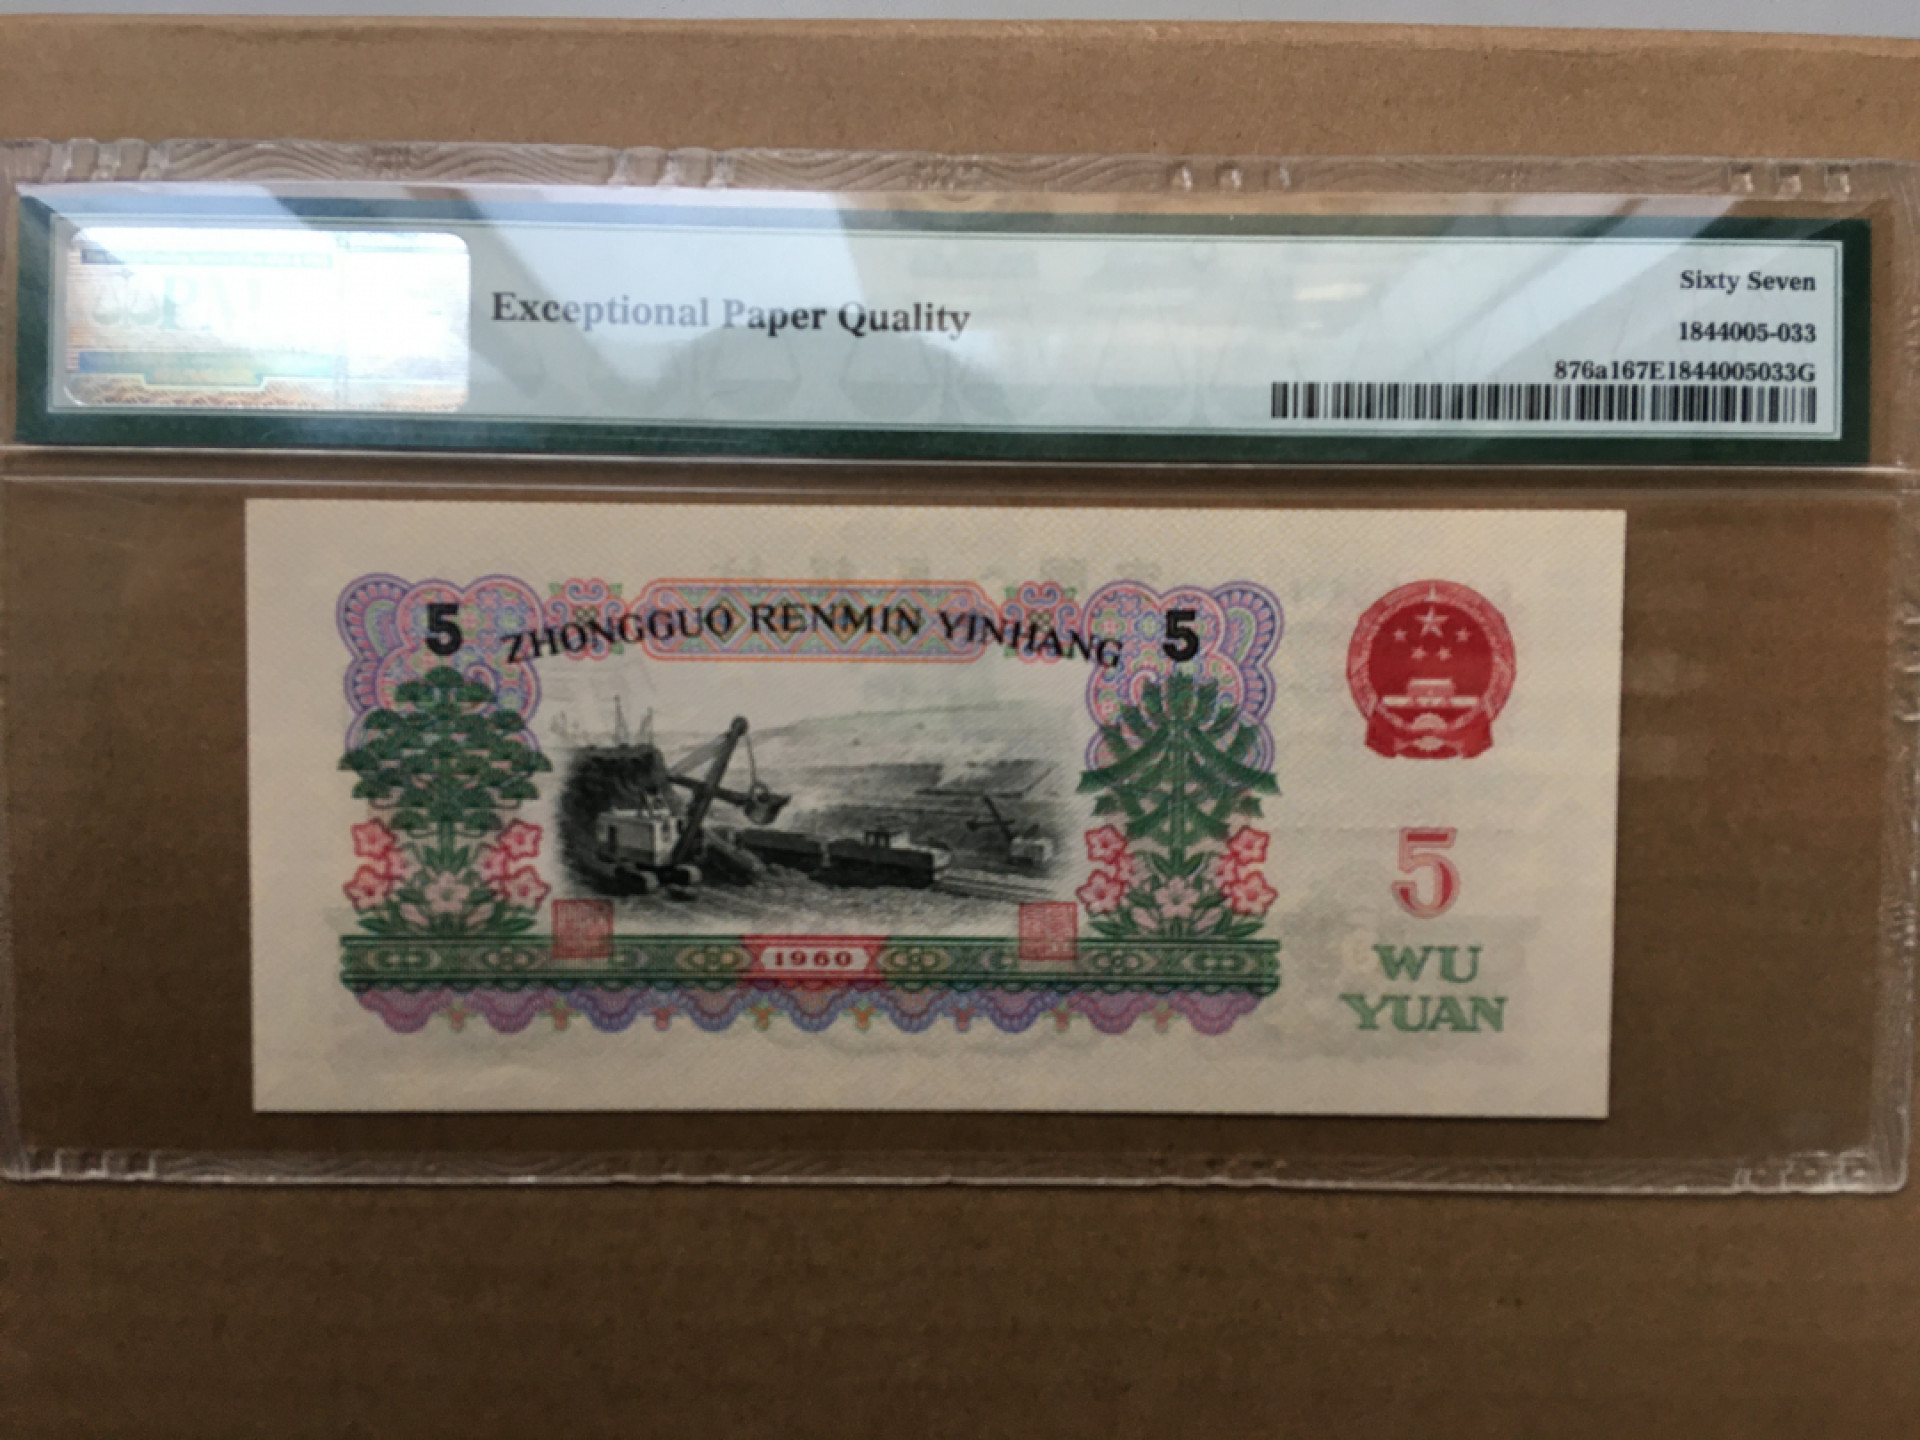 Exceptional Paper Quality
Sixty Seven
1844005-033
876a167E1844005033G
5 ZHONGGUO RENMIN YINHANG 5
1960
5
WU
YUAN